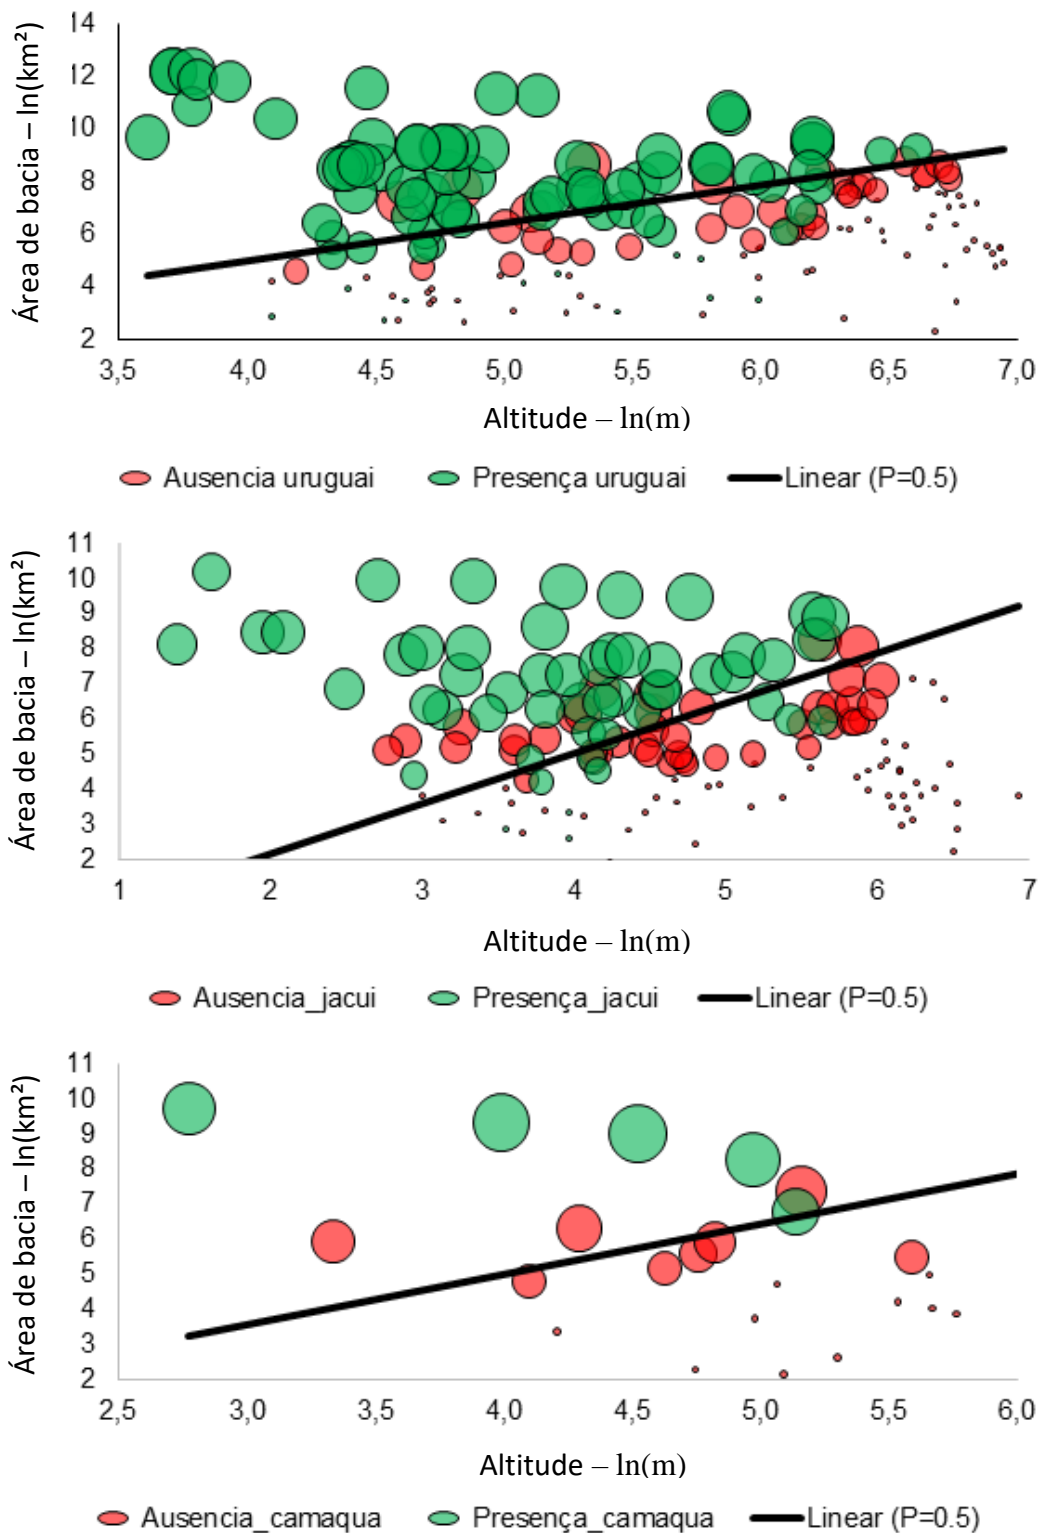 Área de bacia – ln(km²)
14
12
10
8
6
4
2
3,5 4,0 4,5 5,0 5,5 6,0 6,5 7,0
Altitude – ln(m)
Ausencia uruguai Presença uruguai Linear (P=0.5)
Área de bacia – ln(km²)
11
10
9
8
7
6
5
4
3
2
1 2 3 4 5 6 7
Altitude – ln(m)
Ausencia_jacui Presença_jacui Linear (P=0.5)
Área de bacia – ln(km²)
11
10
9
8
7
6
5
4
3
2
2,5 3,0 3,5 4,0 4,5 5,0 5,5 6,0
Altitude – ln(m)
Ausencia_camaqua Presença_camaqua Linear (P=0.5)